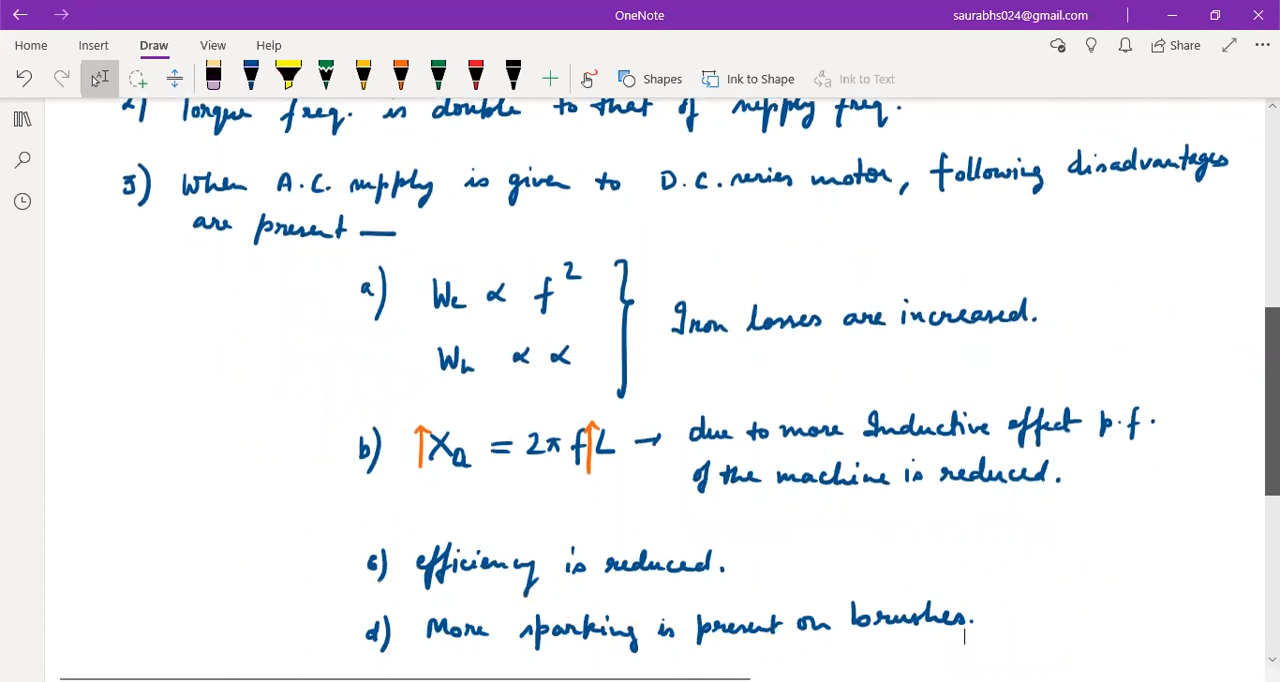 OneNote
saurabhs024@gmail.com
Home Insert Draw View Help
Share
Shapes Ink to Shape Ink to Text
2) Torque freq. is double to that of supply freq.
3) When A.C. supply is given to D.C. series motor, following disadvantages
are present —
a) We ∝ f²
Wh ∝ ∝
} Iron losses are increased.
b) ↑Xa = 2π f↑L → due to more Inductive effect p.f.
of the machine is reduced.
c) efficiency is reduced.
d) More sparking is present on brushes.